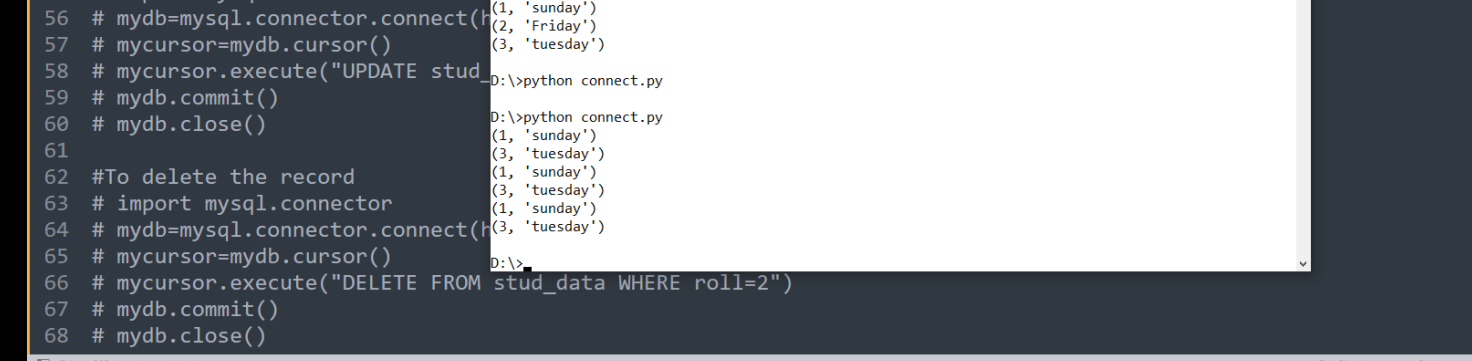 56 # mydb=mysql.connector.connect(h
57 # mycursor=mydb.cursor()
58 # mycursor.execute("UPDATE stud_
59 # mydb.commit()
60 # mydb.close()
61
62 #To delete the record
63 # import mysql.connector
64 # mydb=mysql.connector.connect(h
65 # mycursor=mydb.cursor()
66 # mycursor.execute("DELETE FROM stud_data WHERE roll=2")
67 # mydb.commit()
68 # mydb.close()
(1, 'sunday')
(2, 'Friday')
(3, 'tuesday')
D:\>python connect.py
D:\>python connect.py
(1, 'sunday')
(3, 'tuesday')
(1, 'sunday')
(3, 'tuesday')
(1, 'sunday')
(3, 'tuesday')
D:\>